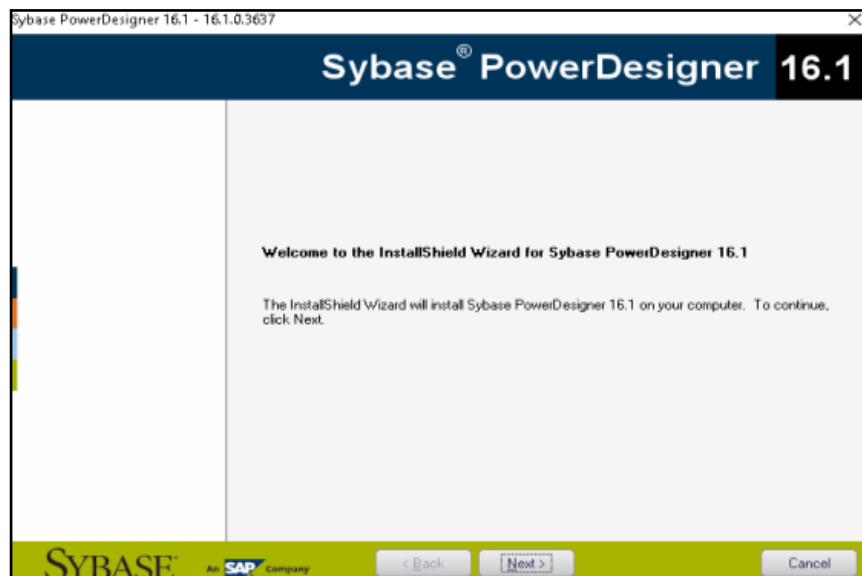 Sybase PowerDesigner 16.1 - 16.1.0.3637
Sybase® PowerDesigner 16.1
Welcome to the InstallShield Wizard for Sybase PowerDesigner 16.1
The InstallShield Wizard will install Sybase PowerDesigner 16.1 on your computer. To continue,
click Next.
SYBASE An SAP Company
< Back
Next >
Cancel